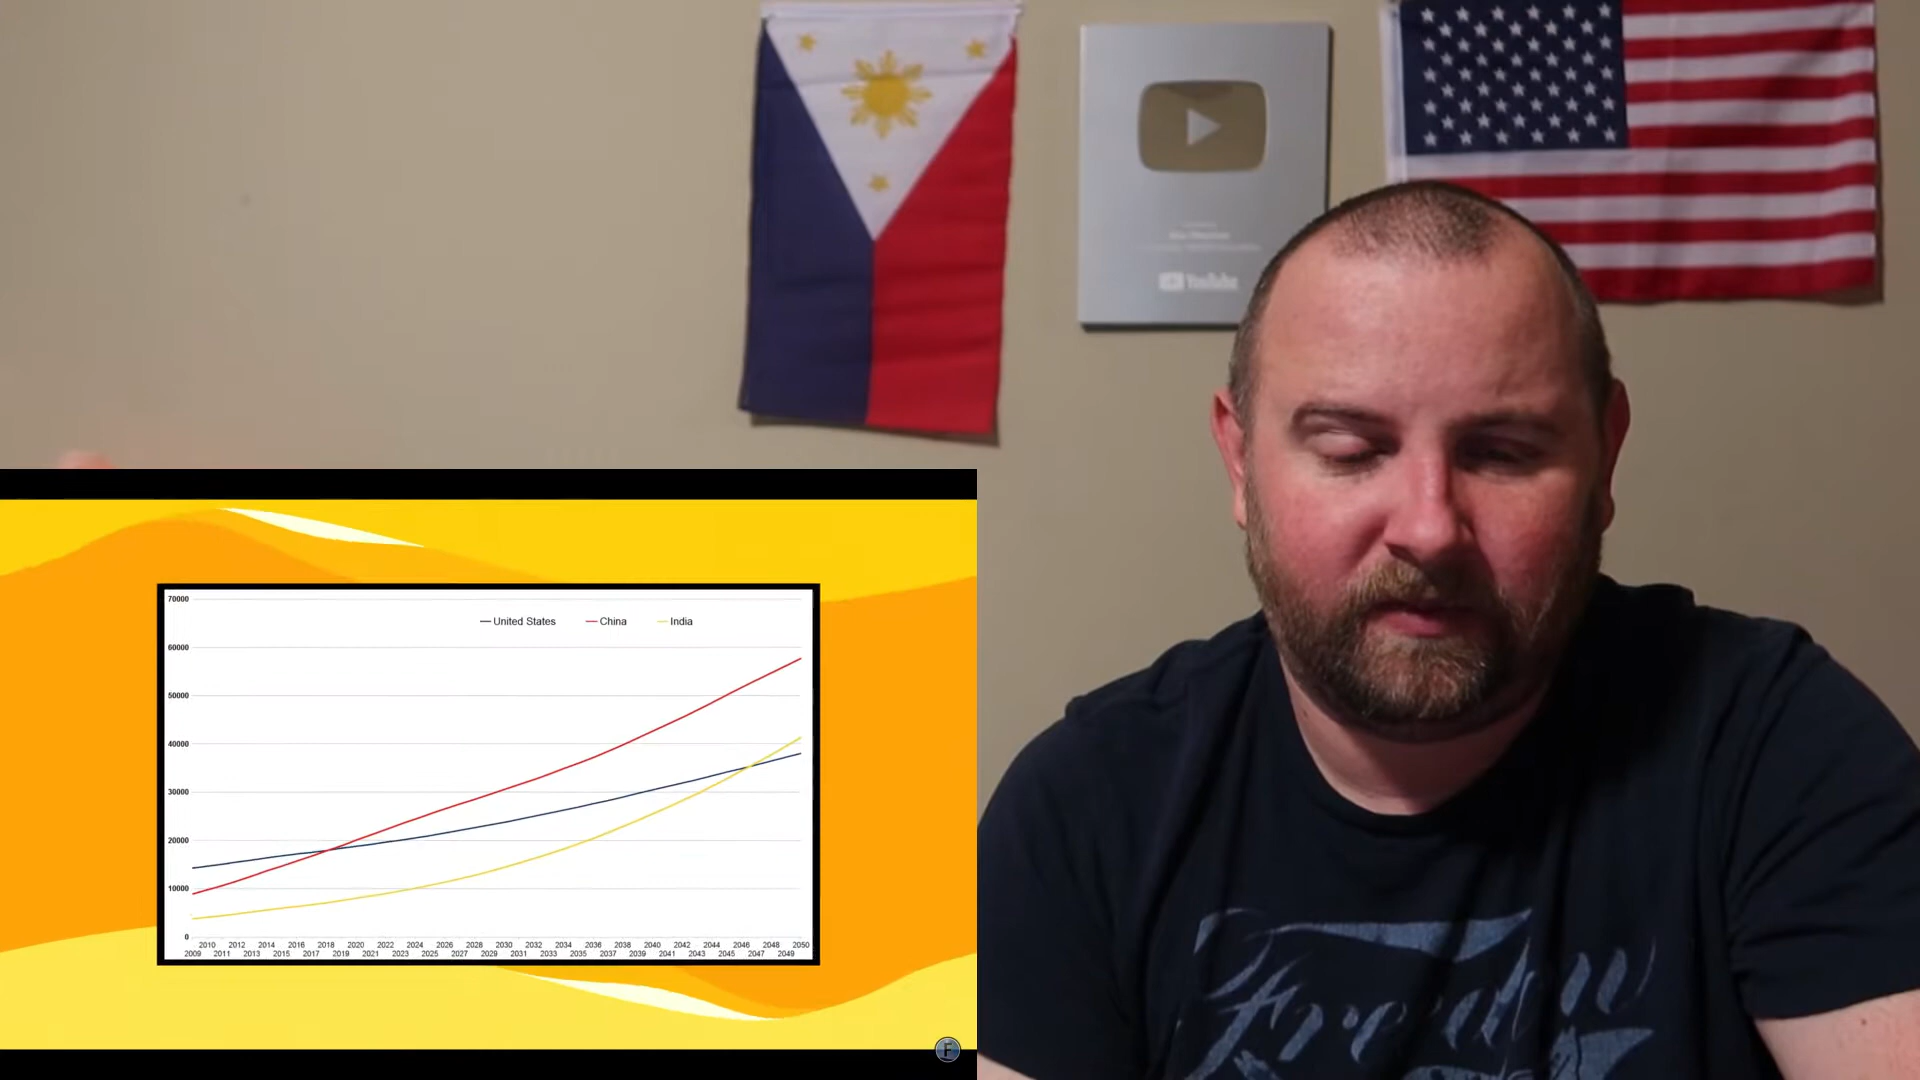 YouTube
70000
United States China India
60000
50000
40000
30000
20000
10000
0
2010 2012 2014 2016 2018 2020 2022 2024 2026 2028 2030 2032 2034 2036 2038 2040 2042 2044 2046 2048 2050
2009 2011 2013 2015 2017 2019 2021 2023 2025 2027 2029 2031 2033 2035 2037 2039 2041 2043 2045 2047 2049
F
Freedom